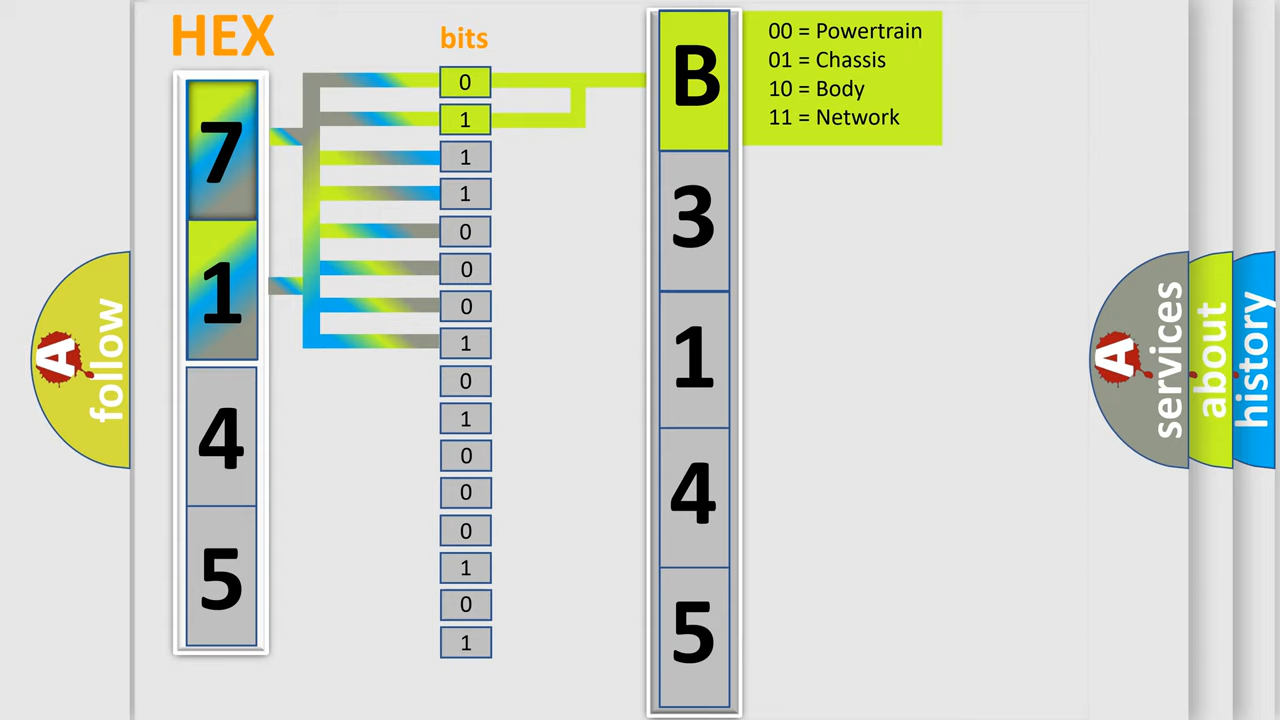 HEX
bits
7
1
4
5
0
1
1
1
0
0
0
1
0
1
0
0
0
1
0
1
B
3
1
4
5
00 = Powertrain
01 = Chassis
10 = Body
11 = Network
A follow
A services
about
history